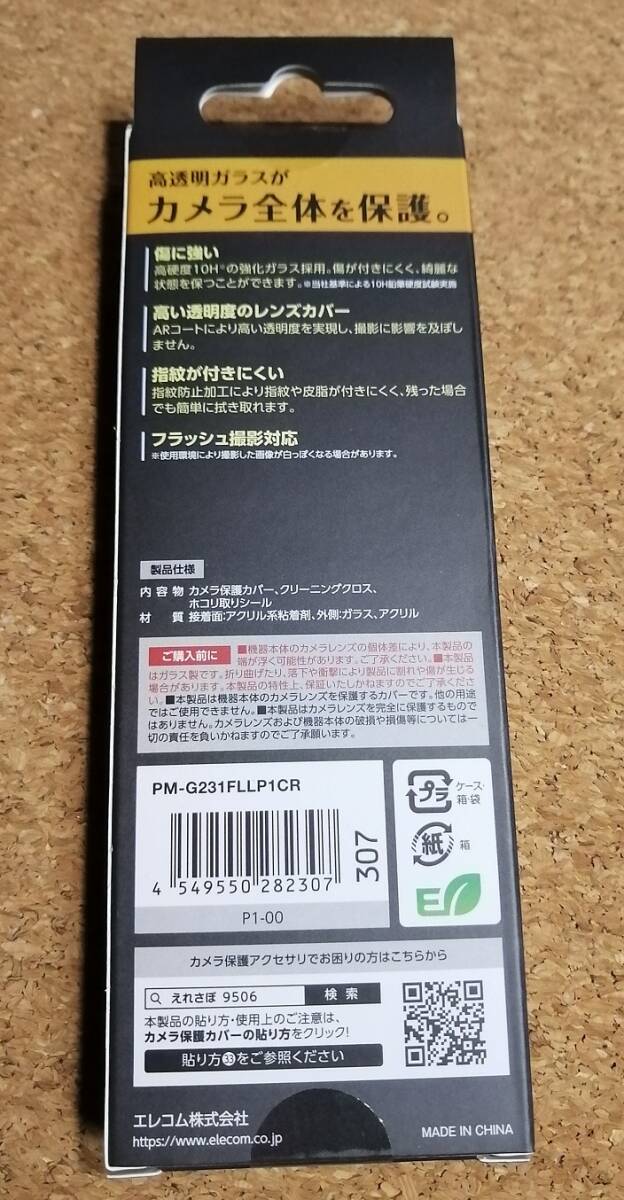 高透明ガラスが
カメラ全体を保護。
傷に強い
高硬度10H※の強化ガラス採用。傷が付きにくく、綺麗な
状態を保つことができます。※当社基準による10H鉛筆硬度試験実施
高い透明度のレンズカバー
ARコートにより高い透明度を実現し、撮影に影響を及ぼし
ません。
指紋が付きにくい
指紋防止加工により指紋や皮脂が付きにくく、残った場合
でも簡単に拭き取れます。
フラッシュ撮影対応
※使用環境により撮影した画像が白っぽくなる場合があります。
製品仕様
内容物 カメラ保護カバー、クリーニングクロス、
ホコリ取りシール
材質 接着面:アクリル系粘着剤、外側:ガラス、アクリル
ご購入前に ■機器本体のカメラレンズの個体差により、本製品の
端が浮く可能性があります。ご了承ください。■本製品
はガラス製です。折り曲げたり、落下や衝撃により製品に割れや傷が生じる
場合があります。本製品の特性上、保証いたしかねますのでご了承くださ
い。■本製品は機器本体のカメラレンズを保護するカバーです。他の用途
ではご使用できません。■本製品はカメラレンズを完全に保護するもので
はありません。カメラレンズおよび機器本体の破損や損傷等については一
切の責任を負いかねますのでご了承願います。
PM-G231FLLP1CR
4 549550 282307
307
P1-00
プラ ケース・
箱・袋
紙 箱
カメラ保護アクセサリでお困りの方はこちらから
えれさぽ 9506 検索
本製品の貼り方・使用上のご注意は、
カメラ保護カバーの貼り方をクリック!
貼り方㉝をご参照ください
エレコム株式会社
https://www.elecom.co.jp
MADE IN CHINA